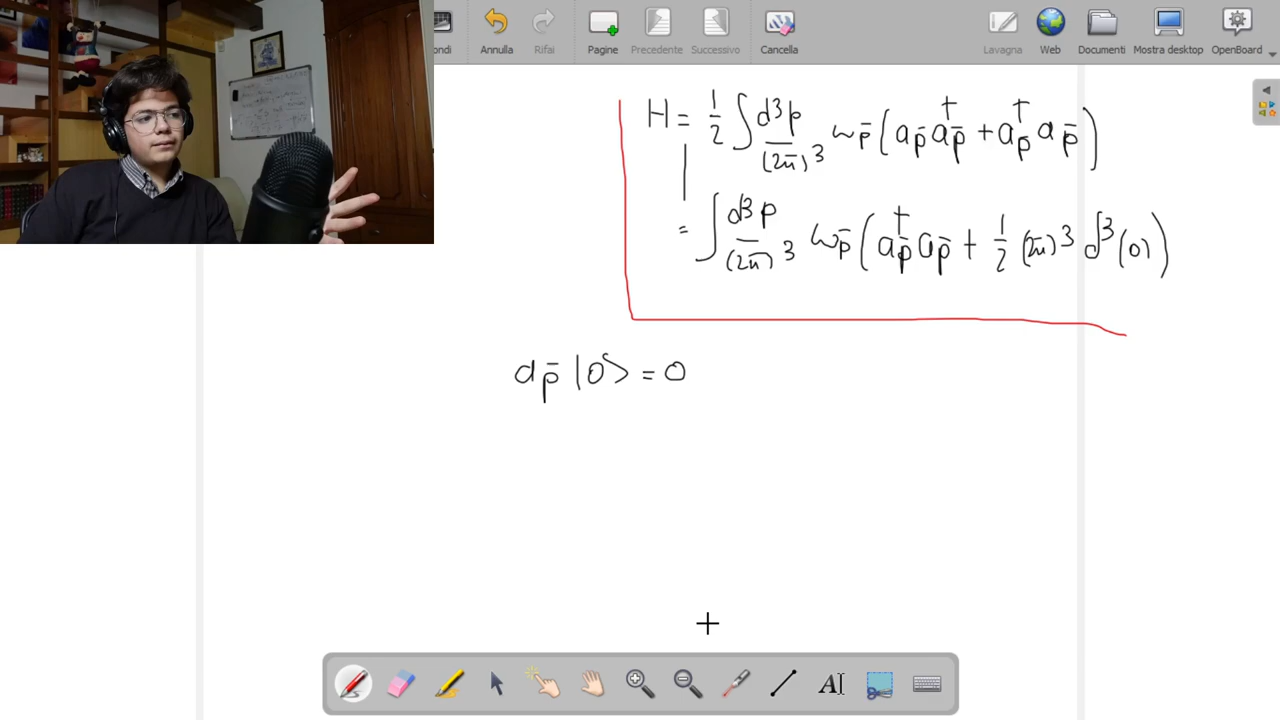 ondi Annulla Rifai Pagine Precedente Successivo Cancella Lavagna Web Documenti Mostra desktop OpenBoard
H = 1/2 ∫ d³p/(2π)³ ω_p̄ (a_p̄ a_p̄† + a_p̄† a_p̄)
= ∫ d³p/(2π)³ ω_p̄ (a_p̄† a_p̄ + 1/2 (2π)³ δ³(0))
a_p̄ |0> = 0